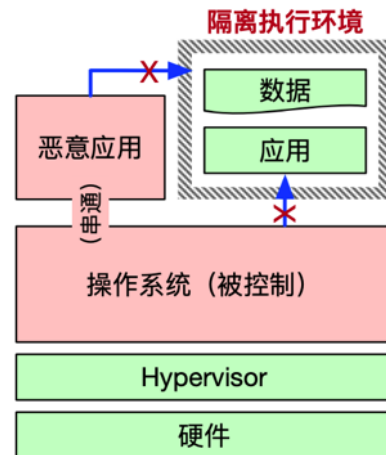 隔离执行环境
数据
恶意应用
应用
(串通)
操作系统（被控制）
Hypervisor
硬件